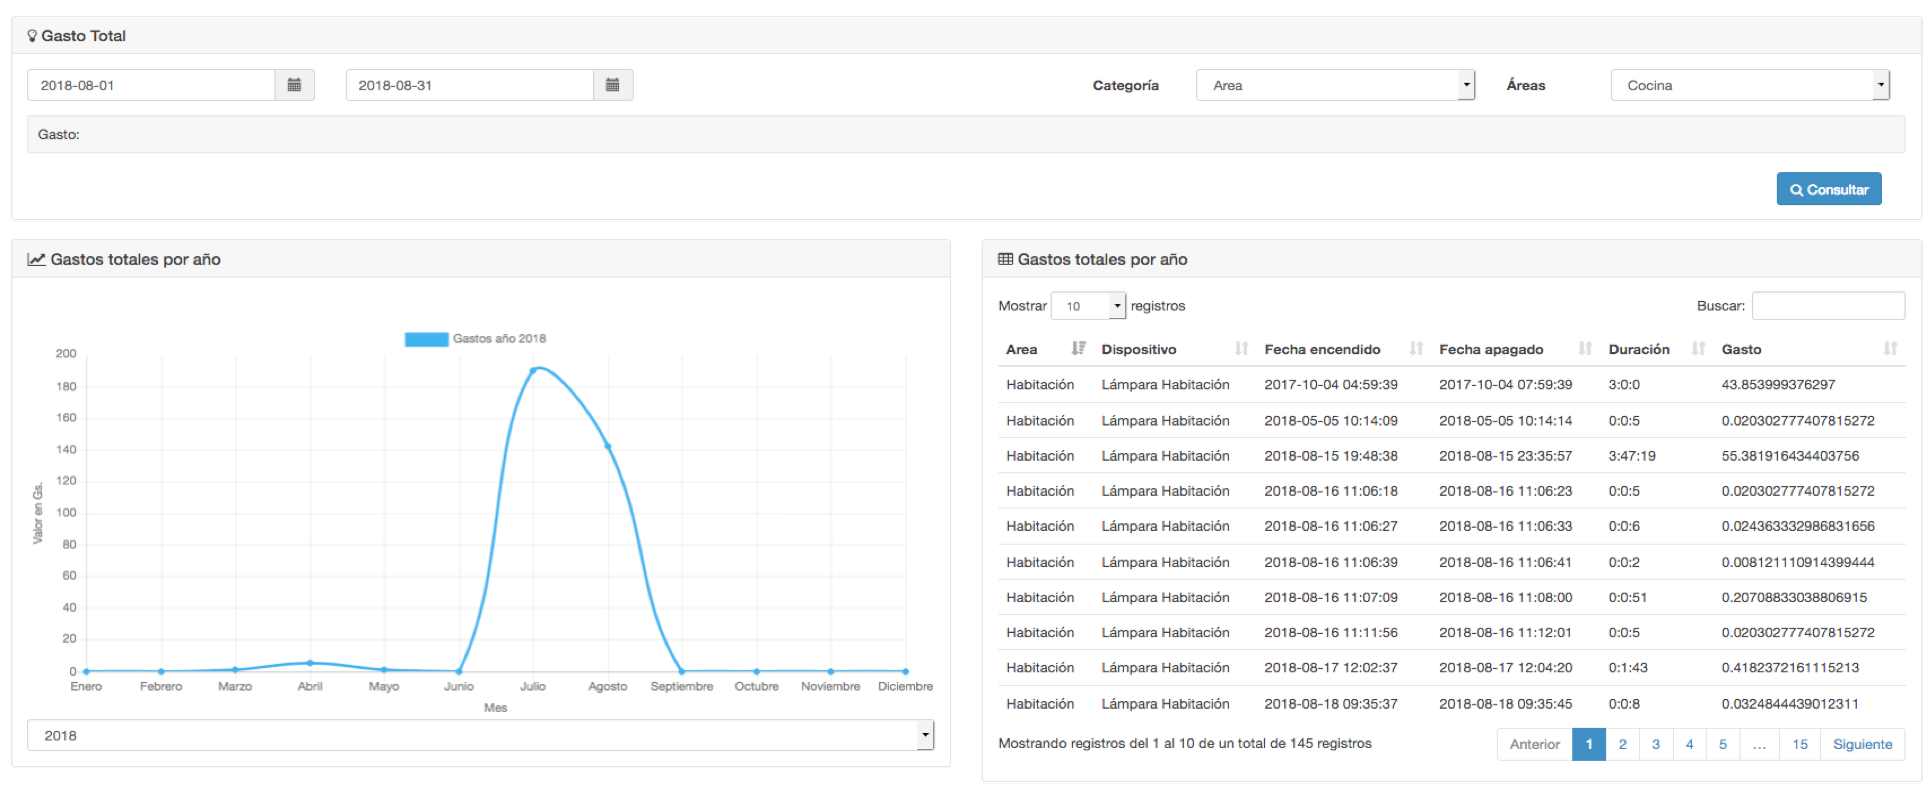 Gasto Total
2018-08-01 2018-08-31 Categoría Area Áreas Cocina
Gasto:
Consultar
Gastos totales por año
Gastos año 2018
200
180
160
140
120
100
80
60
40
20
0
Valor en Gs.
Enero Febrero Marzo Abril Mayo Junio Julio Agosto Septiembre Octubre Noviembre Diciembre
Mes
2018
Gastos totales por año
Mostrar 10 registros Buscar:
Area Dispositivo Fecha encendido Fecha apagado Duración Gasto
Habitación Lámpara Habitación 2017-10-04 04:59:39 2017-10-04 07:59:39 3:0:0 43.853999376297
Habitación Lámpara Habitación 2018-05-05 10:14:09 2018-05-05 10:14:14 0:0:5 0.020302777407815272
Habitación Lámpara Habitación 2018-08-15 19:48:38 2018-08-15 23:35:57 3:47:19 55.381916434403756
Habitación Lámpara Habitación 2018-08-16 11:06:18 2018-08-16 11:06:23 0:0:5 0.020302777407815272
Habitación Lámpara Habitación 2018-08-16 11:06:27 2018-08-16 11:06:33 0:0:6 0.024363332986831656
Habitación Lámpara Habitación 2018-08-16 11:06:39 2018-08-16 11:06:41 0:0:2 0.008121110914399444
Habitación Lámpara Habitación 2018-08-16 11:07:09 2018-08-16 11:08:00 0:0:51 0.20708833038806915
Habitación Lámpara Habitación 2018-08-16 11:11:56 2018-08-16 11:12:01 0:0:5 0.020302777407815272
Habitación Lámpara Habitación 2018-08-17 12:02:37 2018-08-17 12:04:20 0:1:43 0.4182372161115213
Habitación Lámpara Habitación 2018-08-18 09:35:37 2018-08-18 09:35:45 0:0:8 0.0324844439012311
Mostrando registros del 1 al 10 de un total de 145 registros Anterior 1 2 3 4 5 ... 15 Siguiente